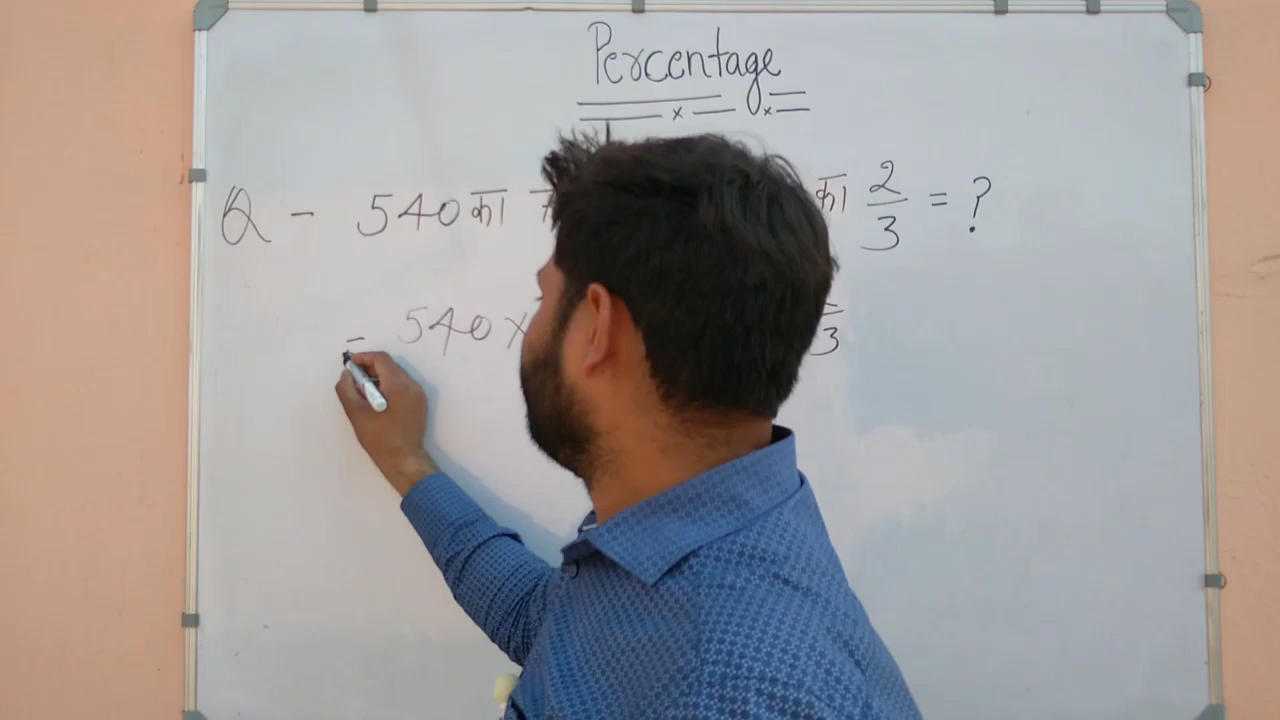 Percentage
Q - 540 का का 2/3 = ?
540 × 3